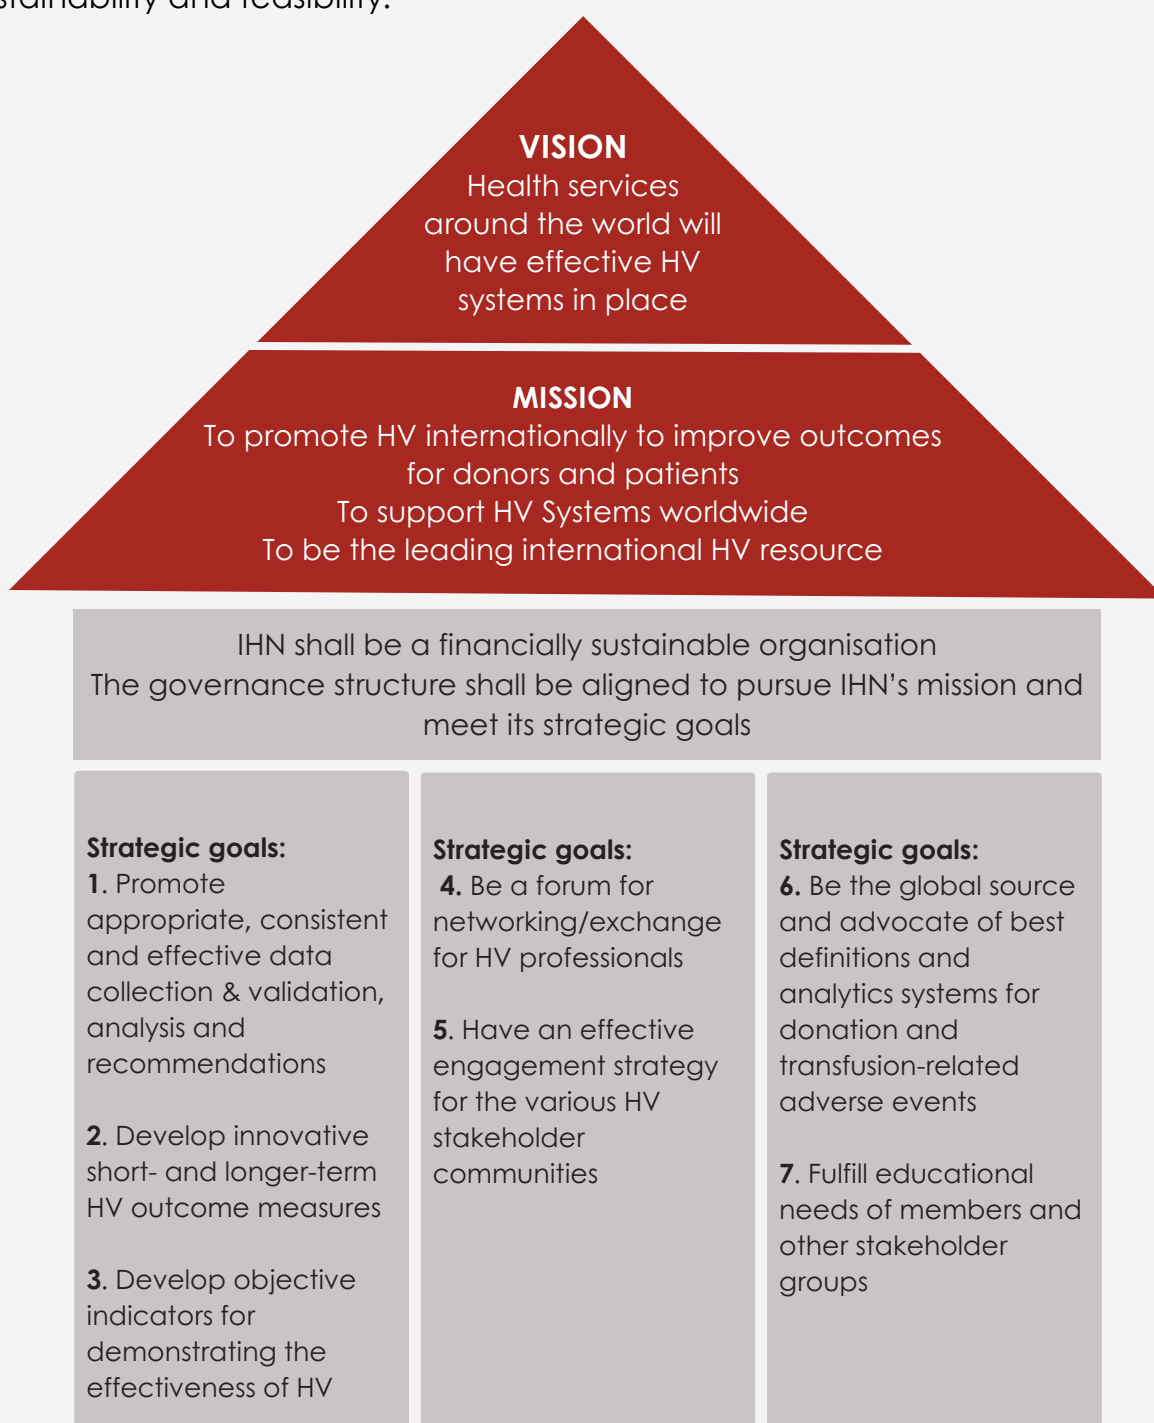 sustainability and feasibility.
VISION
Health services
around the world will
have effective HV
systems in place
MISSION
To promote HV internationally to improve outcomes
for donors and patients
To support HV Systems worldwide
To be the leading international HV resource
IHN shall be a financially sustainable organisation
The governance structure shall be aligned to pursue IHN’s mission and
meet its strategic goals
Strategic goals:
1. Promote
appropriate, consistent
and effective data
collection & validation,
analysis and
recommendations
2. Develop innovative
short- and longer-term
HV outcome measures
3. Develop objective
indicators for
demonstrating the
effectiveness of HV
Strategic goals:
4. Be a forum for
networking/exchange
for HV professionals
5. Have an effective
engagement strategy
for the various HV
stakeholder
communities
Strategic goals:
6. Be the global source
and advocate of best
definitions and
analytics systems for
donation and
transfusion-related
adverse events
7. Fulfill educational
needs of members and
other stakeholder
groups